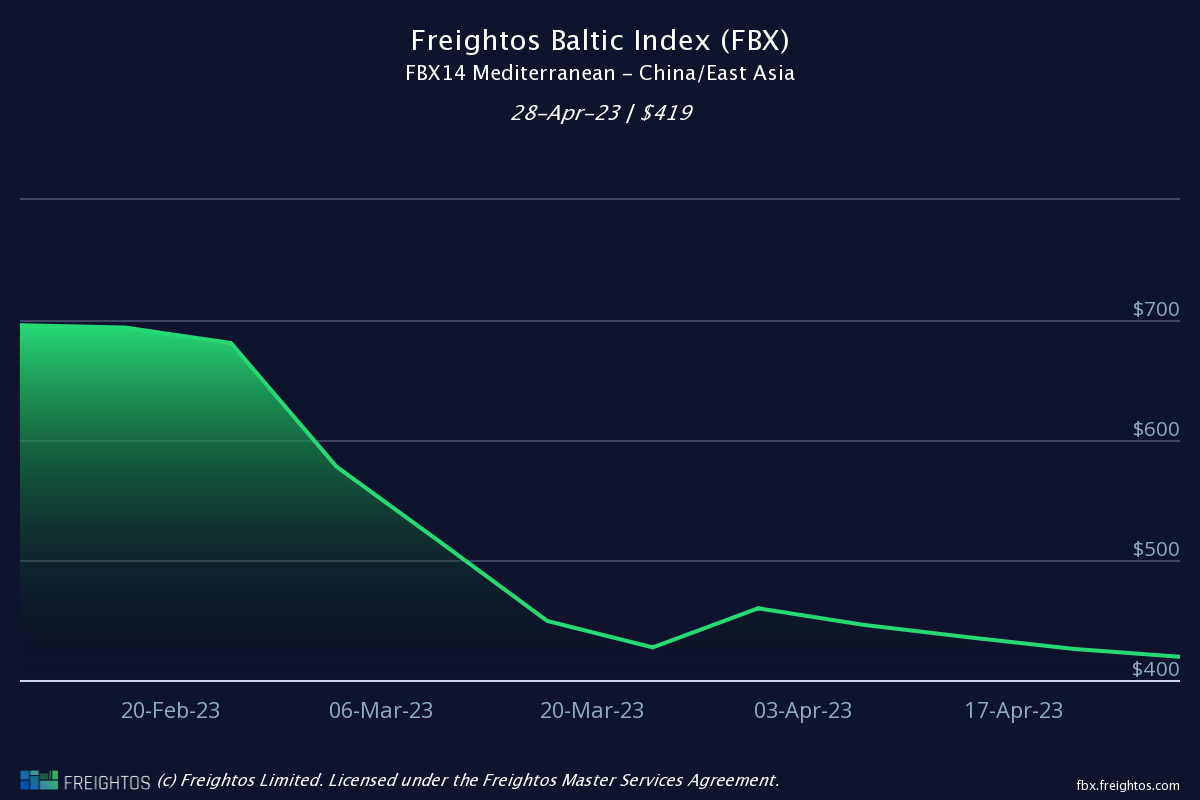 Freightos Baltic Index (FBX)
FBX14 Mediterranean – China/East Asia
28–Apr–23 | $419
$700
$600
$500
$400
20-Feb-23 06-Mar-23 20-Mar-23 03-Apr-23 17-Apr-23
FREIGHTOS (c) Freightos Limited. Licensed under the Freightos Master Services Agreement.
fbx.freightos.com